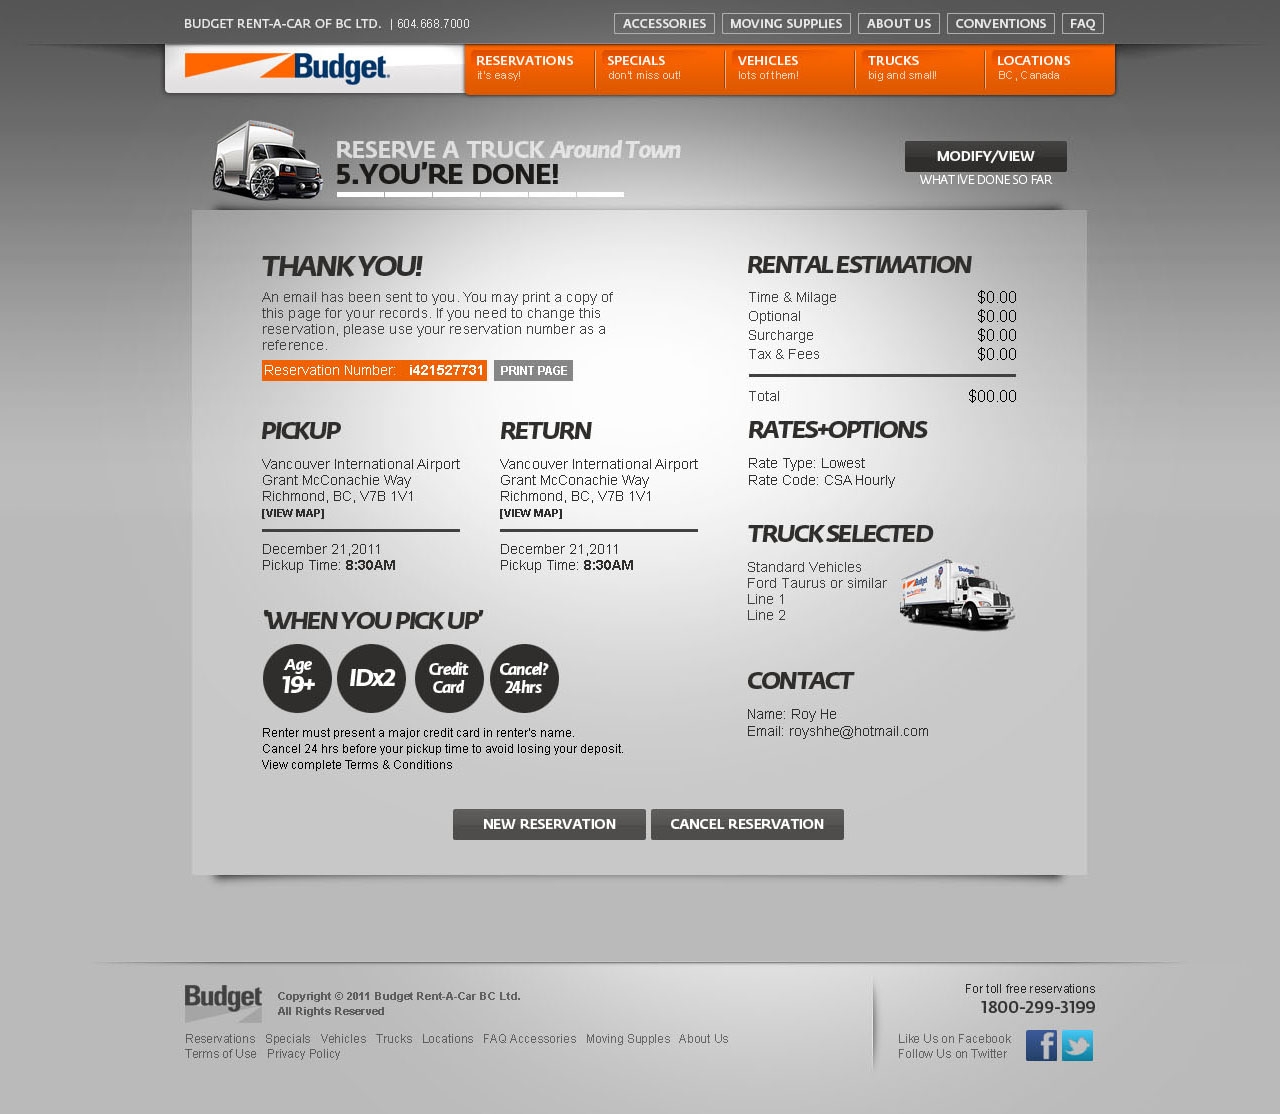 BUDGET RENT-A-CAR OF BC LTD. | 604.668.7000
ACCESSORIES MOVING SUPPLIES ABOUT US CONVENTIONS FAQ
Budget
RESERVATIONS SPECIALS VEHICLES TRUCKS LOCATIONS
it's easy! don't miss out! lots of them! big and small! BC , Canada
RESERVE A TRUCK Around Town
5.YOU'RE DONE!
MODIFY/VIEW
WHAT IVE DONE SO FAR
THANK YOU!
An email has been sent to you. You may print a copy of
this page for your records. If you need to change this
reservation, please use your reservation number as a
reference.
Reservation Number: i421527731 PRINT PAGE
RENTAL ESTIMATION
Time & Milage $0.00
Optional $0.00
Surcharge $0.00
Tax & Fees $0.00
Total $00.00
PICKUP
Vancouver International Airport
Grant McConachie Way
Richmond, BC, V7B 1V1
[VIEW MAP]
December 21,2011
Pickup Time: 8:30AM
RETURN
Vancouver International Airport
Grant McConachie Way
Richmond, BC, V7B 1V1
[VIEW MAP]
December 21,2011
Pickup Time: 8:30AM
RATES+OPTIONS
Rate Type: Lowest
Rate Code: CSA Hourly
TRUCK SELECTED
Standard Vehicles
Ford Taurus or similar
Line 1
Line 2
Budget
Budget
'WHEN YOU PICK UP'
Age
19+
IDx2
Credit
Card
Cancel?
24hrs
Renter must present a major credit card in renter's name.
Cancel 24 hrs before your pickup time to avoid losing your deposit.
View complete Terms & Conditions
CONTACT
Name: Roy He
Email: royshhe@hotmail.com
NEW RESERVATION CANCEL RESERVATION
Budget
Copyright © 2011 Budget Rent-A-Car BC Ltd.
All Rights Reserved
Reservations Specials Vehicles Trucks Locations FAQ Accessories Moving Supples About Us
Terms of Use Privacy Policy
For toll free reservations
1800-299-3199
Like Us on Facebook
Follow Us on Twitter
f